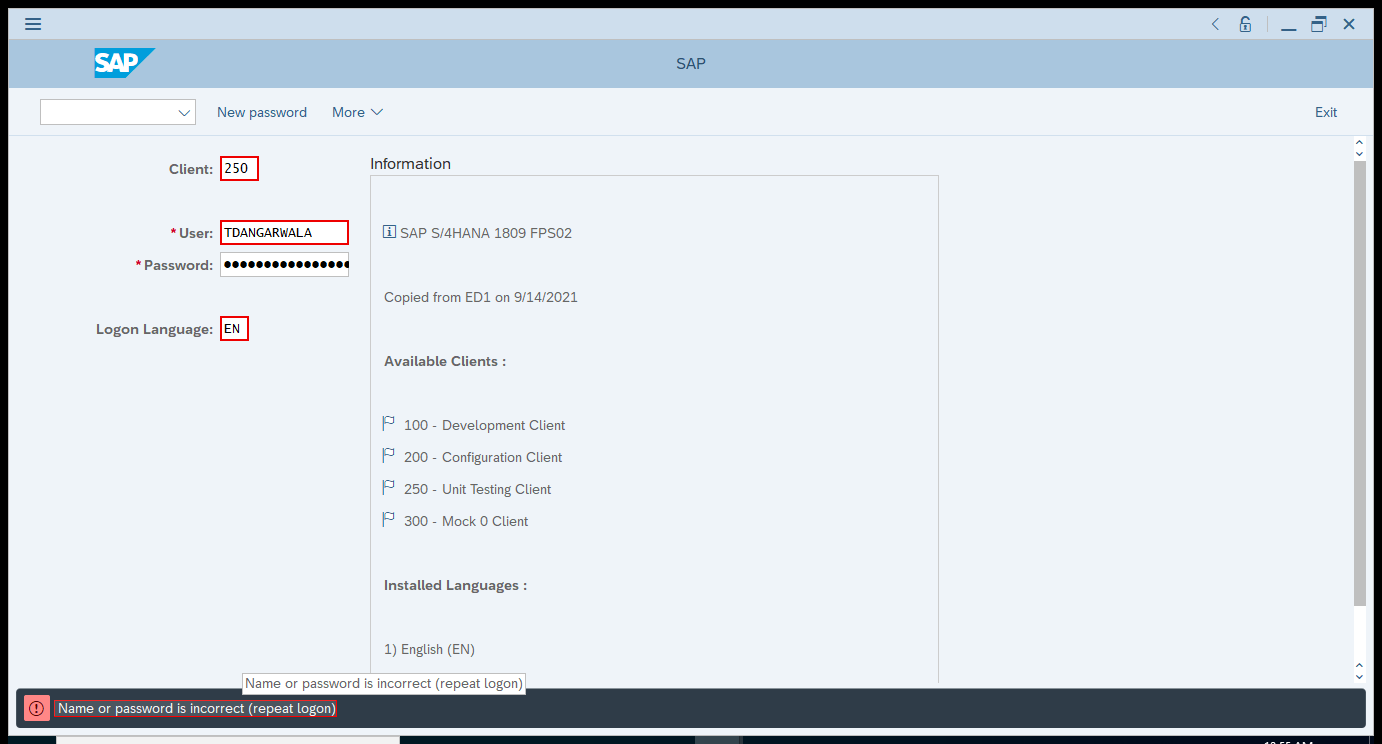 SAP
SAP
New password
More
Exit
Client: 250
Information
* User: TDANGARWALA
SAP S/4HANA 1809 FPS02
* Password:
Copied from ED1 on 9/14/2021
Logon Language: EN
Available Clients :
100 - Development Client
200 - Configuration Client
250 - Unit Testing Client
300 - Mock 0 Client
Installed Languages :
1) English (EN)
Name or password is incorrect (repeat logon)
Name or password is incorrect (repeat logon)